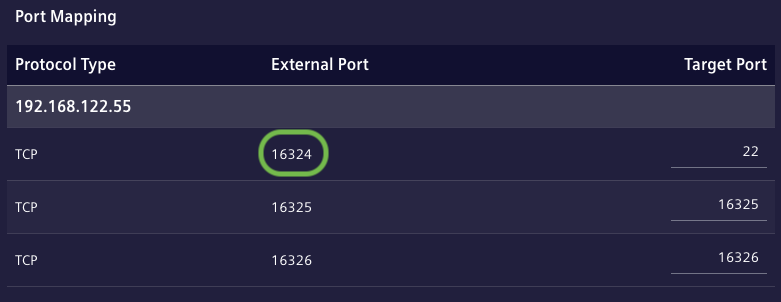 Port Mapping
Protocol Type External Port Target Port
192.168.122.55
TCP 16324 22
TCP 16325 16325
TCP 16326 16326